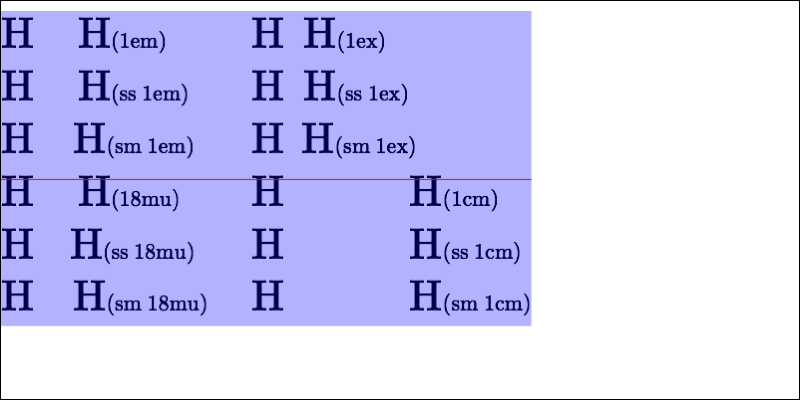 H H(1em) H H(1ex)
H H(ss 1em) H H(ss 1ex)
H H(sm 1em) H H(sm 1ex)
H H(18mu) H H(1cm)
H H(ss 18mu) H H(ss 1cm)
H H(sm 18mu) H H(sm 1cm)